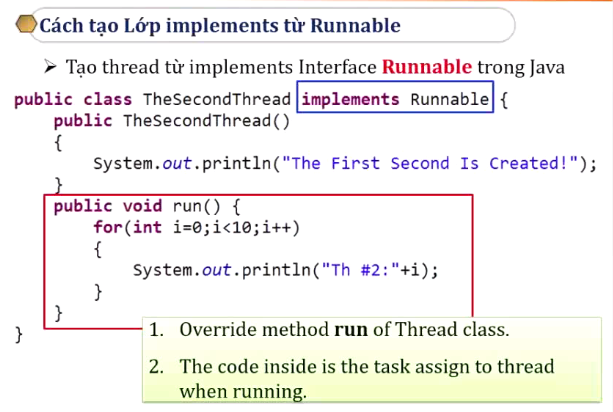 Cách tạo Lớp implements từ Runnable
➤ Tạo thread từ implements Interface Runnable trong Java
public class TheSecondThread implements Runnable {
public TheSecondThread()
{
System.out.println("The First Second Is Created!");
}
public void run() {
for(int i=0;i<10;i++)
{
System.out.println("Th #2:"+i);
}
}
}
1. Override method run of Thread class.
2. The code inside is the task assign to thread
when running.